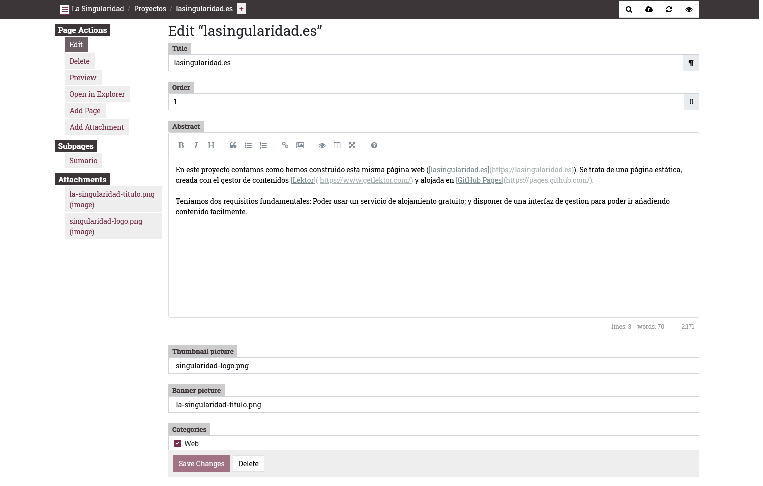 La Singularidad / Proyectos / lasingularidad.es +
Page Actions
Edit
Delete
Preview
Open in Explorer
Add Page
Add Attachment
Subpages
Sumario
Attachments
la-singularidad-titulo.png
(image)
singularidad-logo.png
(image)
Edit “lasingularidad.es”
Title
lasingularidad.es ¶
Order
1 0
Abstract
B I H
En este proyecto contamos como hemos construido esta misma página web ([lasingularidad.es](https://lasingularidad.es)). Se trata de una página estática,
creada con el gestor de contenidos [Lektor]( https://www.getlektor.com/) y alojada en [GitHub Pages](https://pages.github.com/).
Teníamos dos requisitios fundamentales: Poder usar un servicio de alojamiento gratuito; y disponer de una interfaz de gestion para poder ir añadiendo
contenido facilmente.
lines: 3 words: 70 2:171
Thumbnail picture
singularidad-logo.png
Banner picture
la-singularidad-titulo.png
Categories
Web
Save Changes Delete